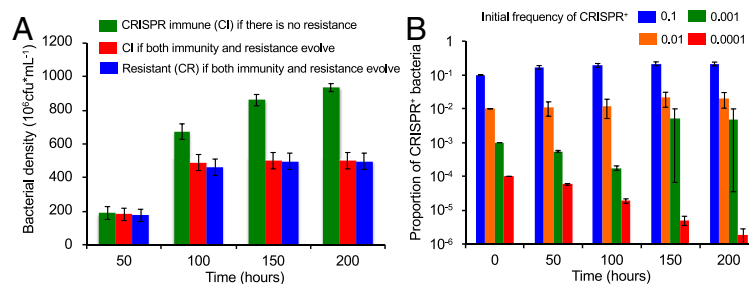 A
CRISPR immune (CI) if there is no resistance
CI if both immunity and resistance evolve
Resistant (CR) if both immunity and resistance evolve
Bacterial density (10⁶cfu*mL⁻¹)
1200
1000
800
600
400
200
0
50 100 150 200
Time (hours)
B
Initial frequency of CRISPR⁺
0.1 0.001
0.01 0.0001
Proportion of CRISPR⁺ bacteria
1
10⁻¹
10⁻²
10⁻³
10⁻⁴
10⁻⁵
10⁻⁶
0 50 100 150 200
Time (hours)